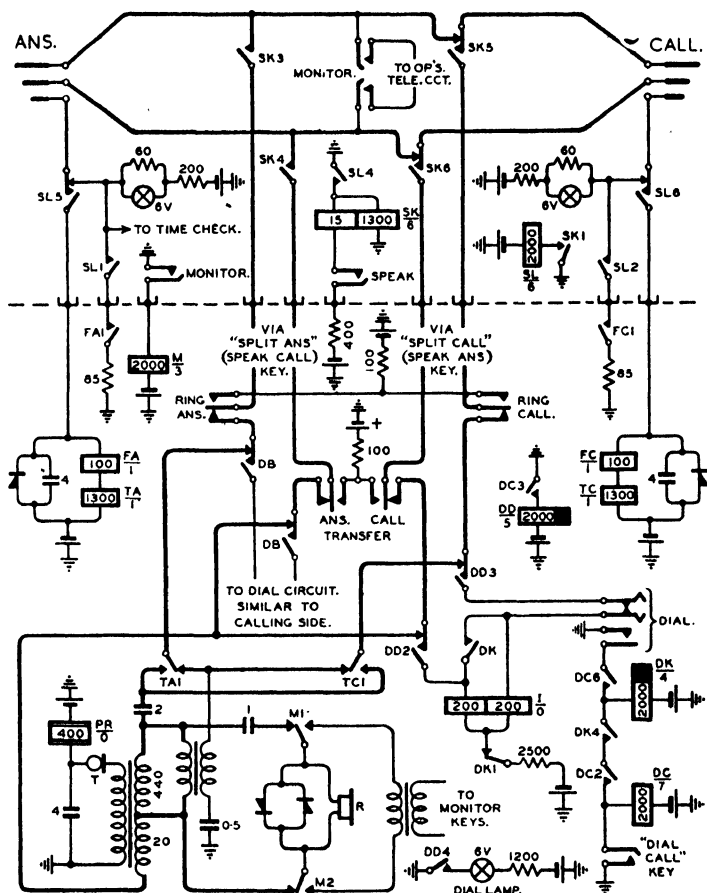 ANS.
CALL.
SK3
SK5
MONITOR.
TO OP'S.
TELE. CCT.
60
200
6V
SL5
SK4
SL4
SK6
200
60
6V
SL6
TO TIME CHECK.
15
1300
SK
6
2000
SL
6
SK1
SL1
MONITOR.
SPEAK
SL2
FA1
85
2000
M
3
VIA
"SPLIT ANS"
(SPEAK CALL)
KEY.
400
100
VIA
"SPLIT CALL"
(SPEAK ANS)
KEY.
FC1
85
RING
ANS.
RING
CALL.
4
100
FA
1
1300
TA
1
DB
+
100
ANS.
CALL
TRANSFER
DB
DC3
DD
5
2000
FC
1
100
TC
1
1300
4
TO DIAL CIRCUIT.
SIMILAR TO
CALLING SIDE.
DD3
DIAL.
TA1
TC1
DD2
DK
DC6
2
200
200
I
0
DK
4
2000
PR
0
400
T
1
M1
DK1
2500
DK4
DC2
440
4
20
0·5
R
TO
MONITOR
KEYS.
DC
7
2000
M2
DD4
6V
1200
DIAL LAMP.
"DIAL
CALL"
KEY